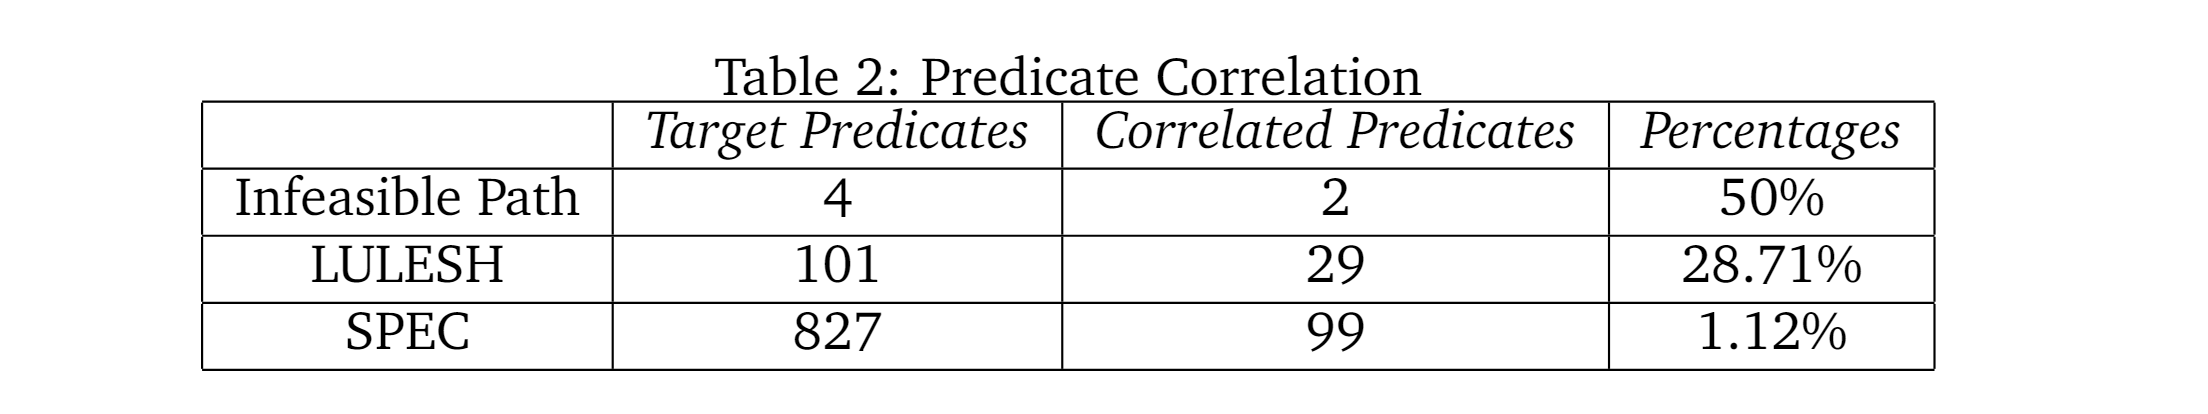 Table 2: Predicate Correlation
Target Predicates Correlated Predicates Percentages
Infeasible Path 4 2 50%
LULESH 101 29 28.71%
SPEC 827 99 1.12%